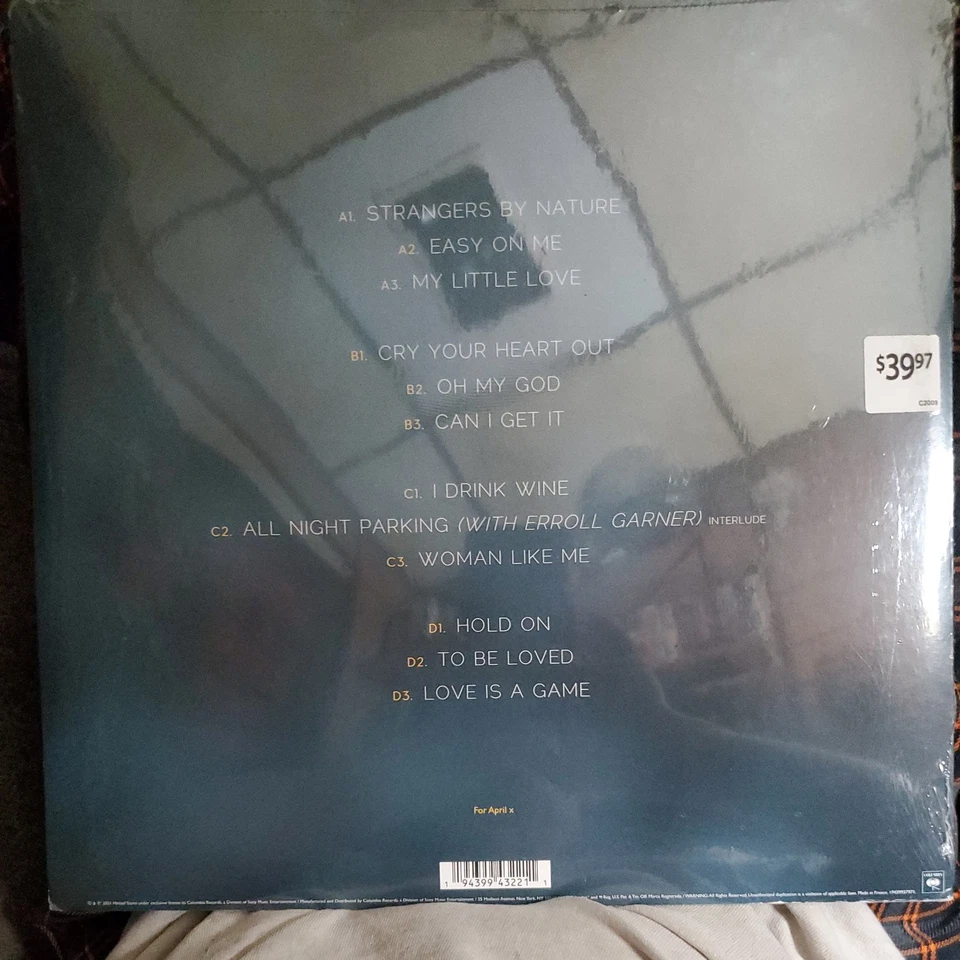 A1. STRANGERS BY NATURE
A2. EASY ON ME
A3. MY LITTLE LOVE
B1. CRY YOUR HEART OUT
B2. OH MY GOD
B3. CAN I GET IT
$39.97
C1. I DRINK WINE
C2. ALL NIGHT PARKING (WITH ERROLL GARNER) INTERLUDE
C3. WOMAN LIKE ME
D1. HOLD ON
D2. TO BE LOVED
D3. LOVE IS A GAME
For April x
1 94399 43221 1